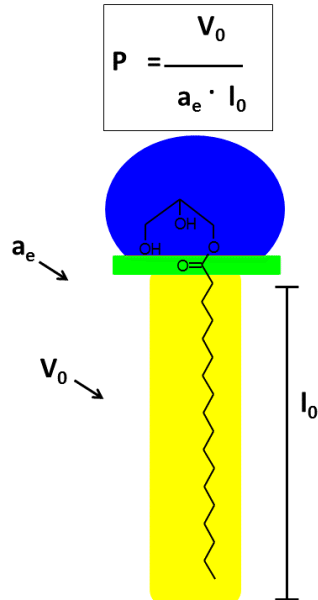 P = V₀ / aₑ · l₀
OH
OH
O
O
aₑ
V₀
l₀